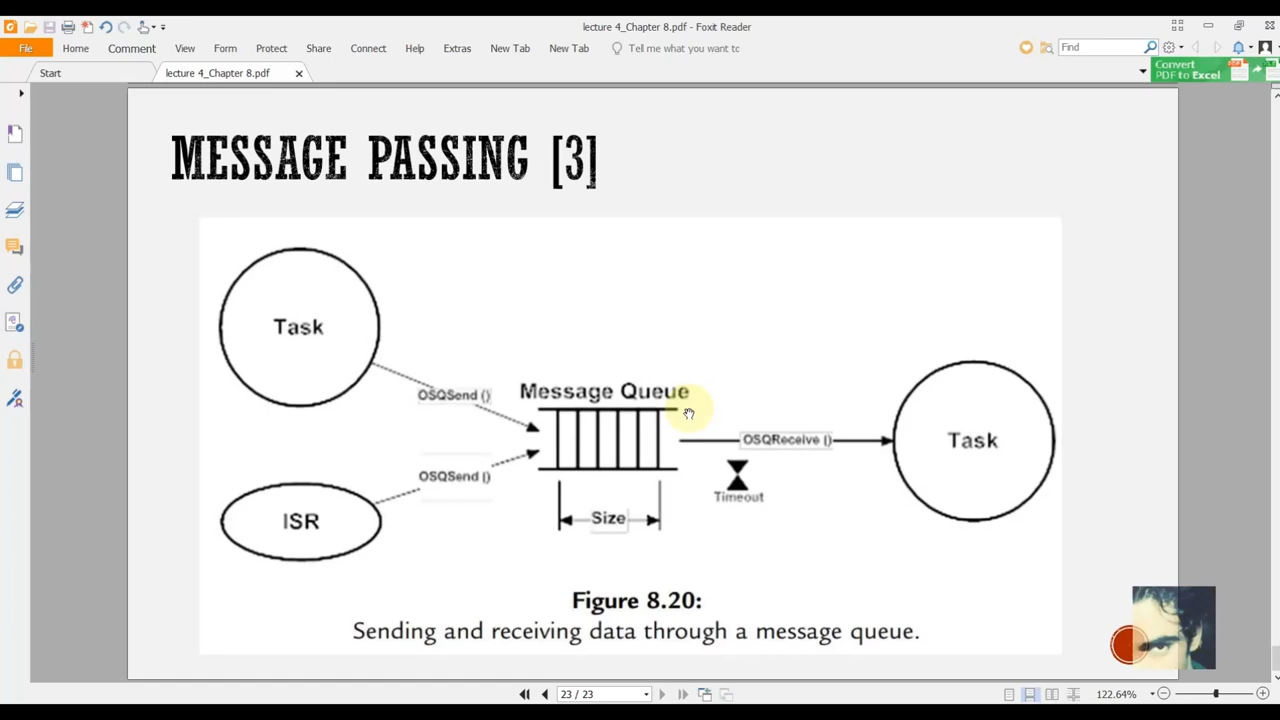 lecture 4_Chapter 8.pdf - Foxit Reader
File Home Comment View Form Protect Share Connect Help Extras New Tab New Tab Tell me what you want tc Find
Start lecture 4_Chapter 8.pdf
Convert
PDF to Excel
MESSAGE PASSING [3]
Task
OSQSend ()
Message Queue
OSQReceive ()
Task
Timeout
OSQSend ()
ISR
Size
Figure 8.20:
Sending and receiving data through a message queue.
23 / 23
122.64%